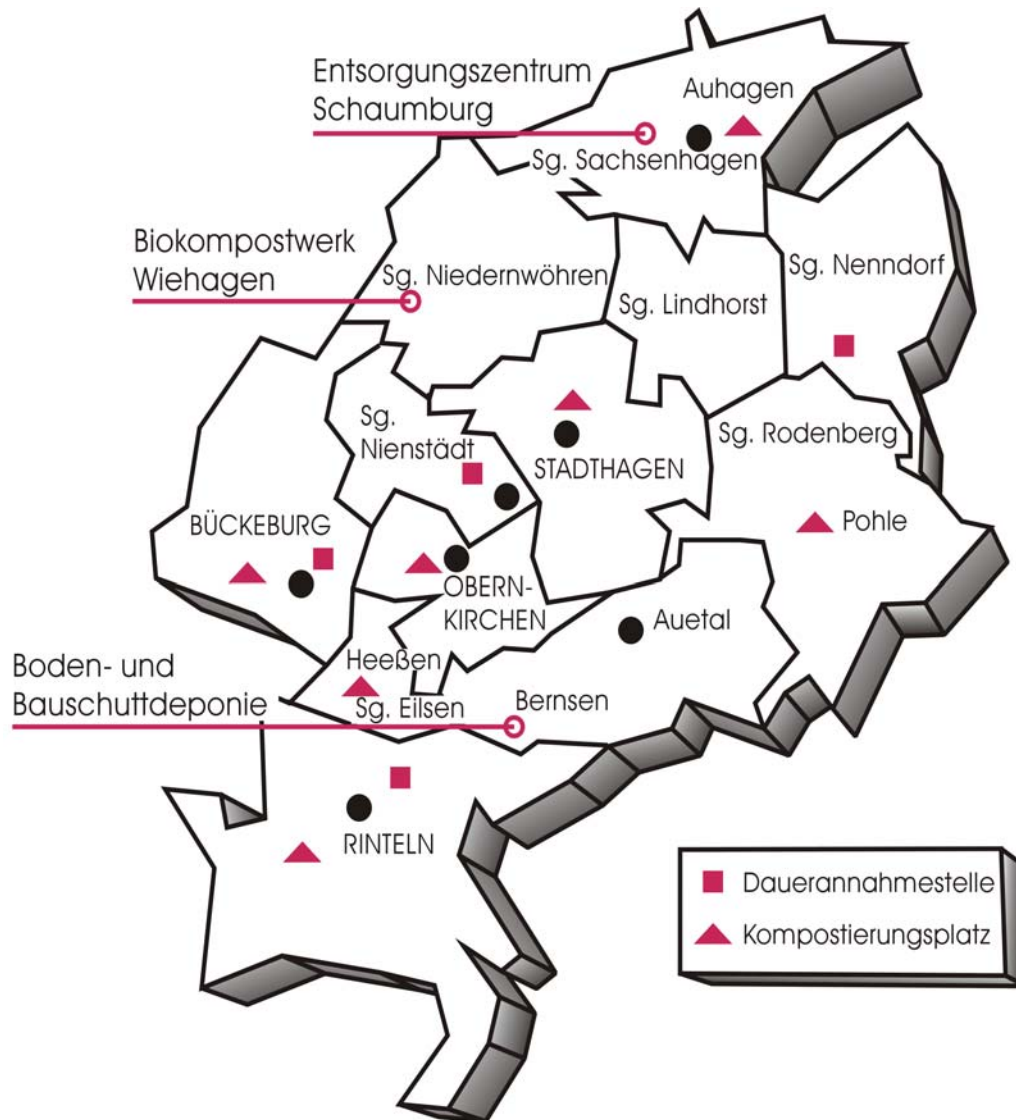 Entsorgungszentrum
Schaumburg
Auhagen
Sg. Sachsenhagen
Biokompostwerk
Wiehagen
Sg. Niedernwöhren
Sg. Nenndorf
Sg. Lindhorst
Sg.
Nienstädt
Sg. Rodenberg
STADTHAGEN
BÜCKEBURG
Pohle
OBERN-
KIRCHEN
Auetal
Heeßen
Boden- und
Bauschuttdeponie
Sg. Eilsen
Bernsen
RINTELN
Dauerannahmestelle
Kompostierungsplatz